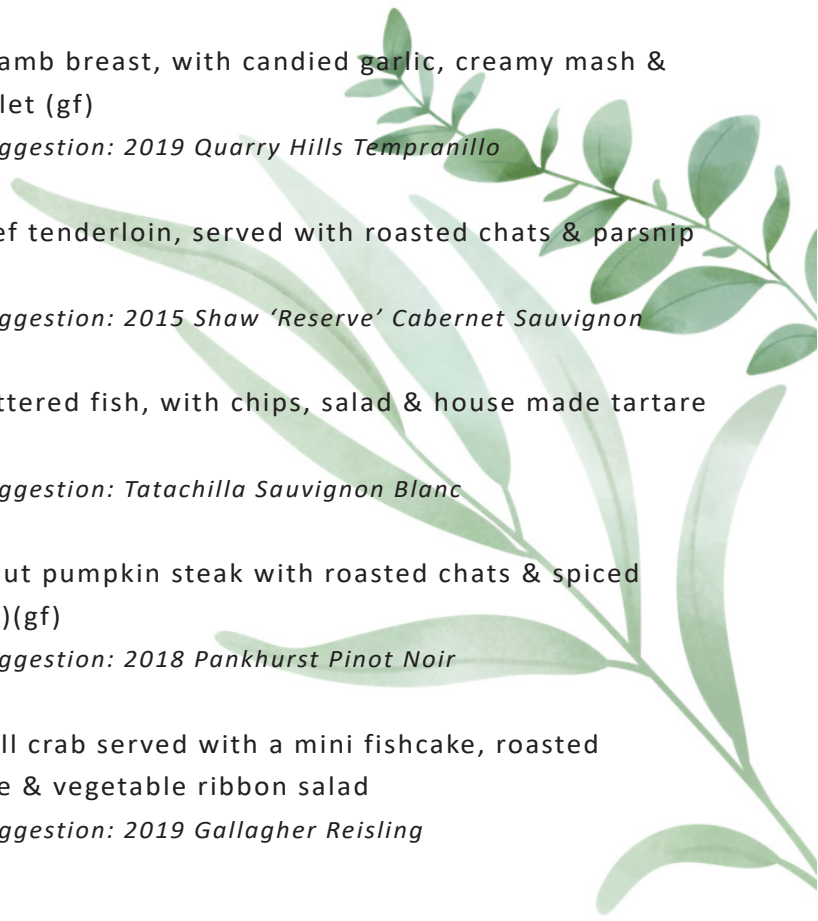 amb breast, with candied garlic, creamy mash &
let (gf)
ggestion: 2019 Quarry Hills Tempranillo
ef tenderloin, served with roasted chats & parsnip
ggestion: 2015 Shaw ‘Reserve’ Cabernet Sauvignon
ttered fish, with chips, salad & house made tartare
ggestion: Tatachilla Sauvignon Blanc
ut pumpkin steak with roasted chats & spiced
)(gf)
ggestion: 2018 Pankhurst Pinot Noir
ll crab served with a mini fishcake, roasted
e & vegetable ribbon salad
ggestion: 2019 Gallagher Reisling